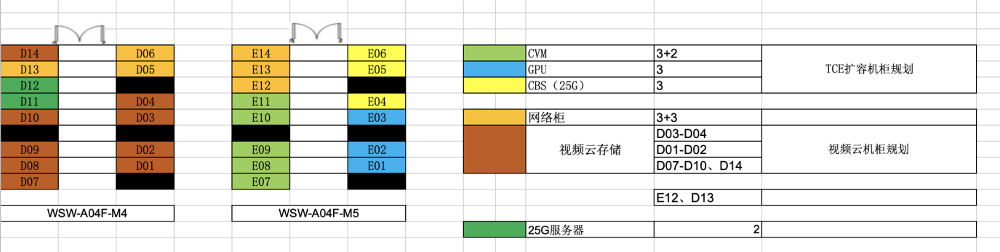 D14 D06 E14 E06 CVM 3+2
D13 D05 E13 E05 GPU 3 TCE扩容机柜规划
D12 E12 CBS（25G） 3
D11 D04 E11 E04
D10 D03 E10 E03 网络柜 3+3
D03-D04
D09 D02 E09 E02 视频云存储 D01-D02 视频云机柜规划
D08 D01 E08 E01 D07-D10、D14
D07 E07
E12、D13
WSW-A04F-M4 WSW-A04F-M5
25G服务器 2